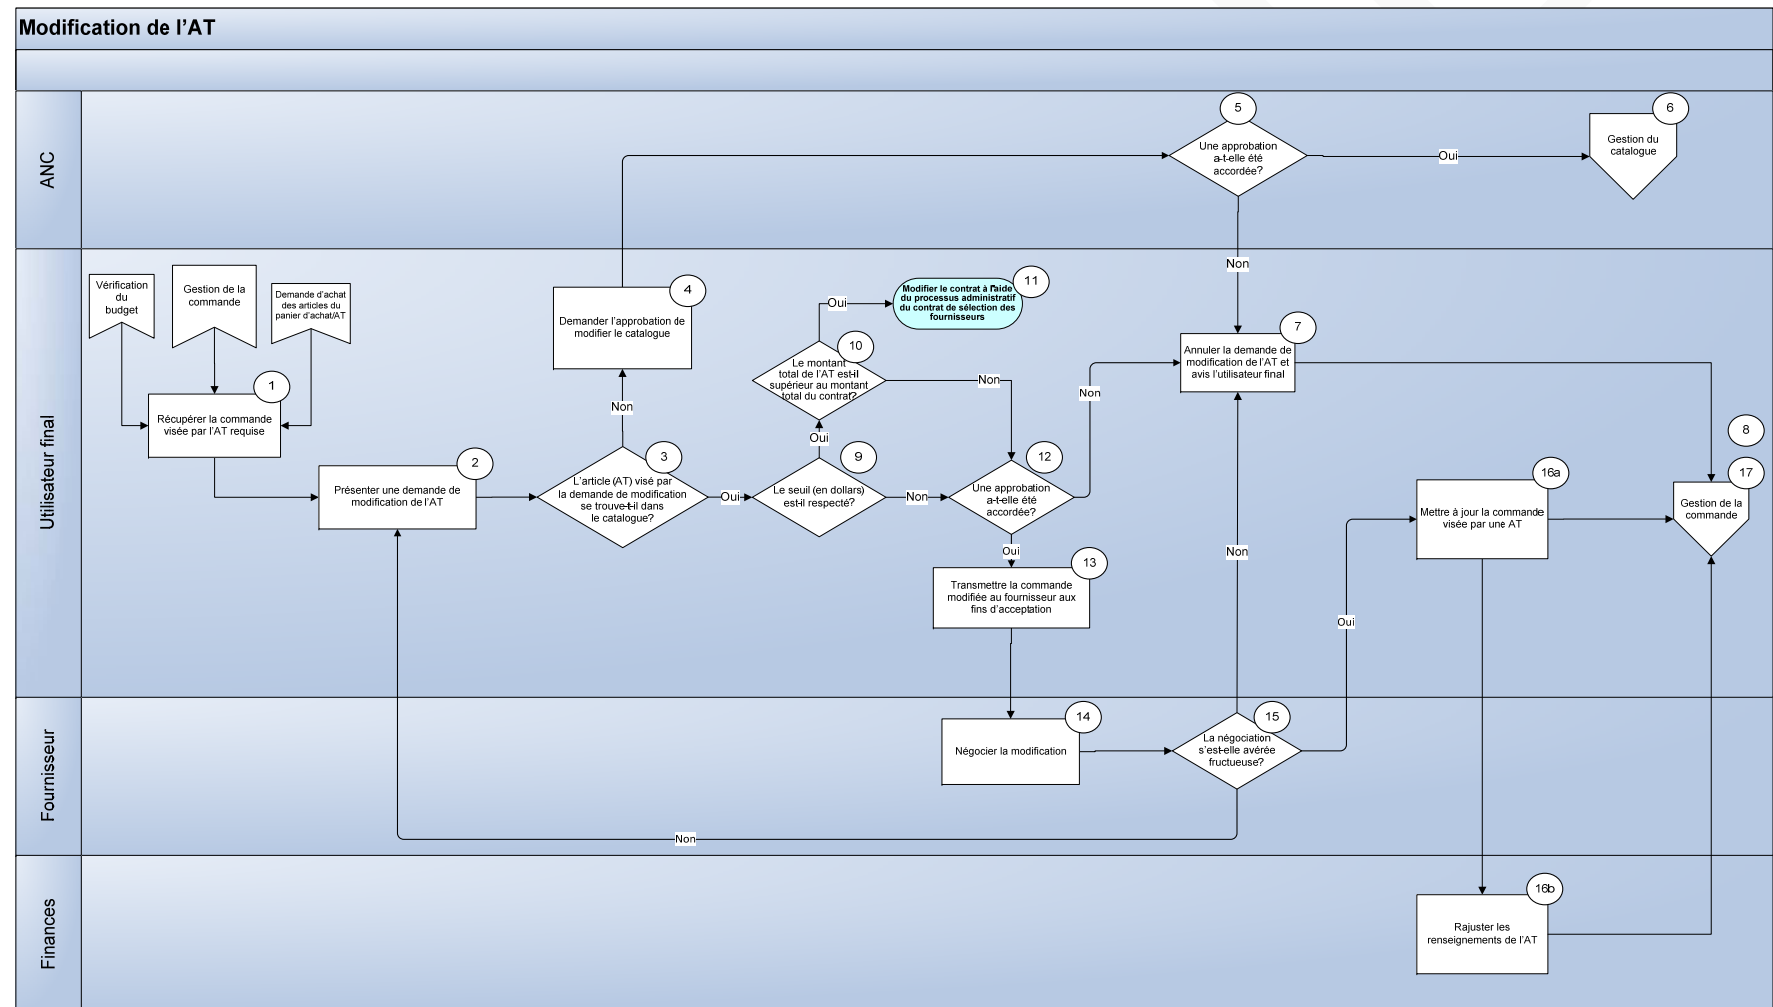 Modification de l'AT
ANC
5
Une approbation
a-t-elle été
accordée?
Oui
6
Gestion du
catalogue
Non
Utilisateur final
Vérification
du
budget
Gestion de la
commande
Demande d'achat
des articles du
panier d'achat/AT
1
Récupérer la commande
visée par l'AT requise
2
Présenter une demande de
modification de l'AT
3
L'article (AT) visé par
la demande de modification
se trouve-t-il dans
le catalogue?
Non
4
Demander l'approbation de
modifier le catalogue
Oui
9
Le seuil (en dollars)
est-il respecté?
Oui
10
Le montant
total de l'AT est-il
supérieur au montant
total du contrat?
Oui
11
Modifier le contrat à l'aide
du processus administratif
du contrat de sélection des
fournisseurs
Non
Non
12
Une approbation
a-t-elle été
accordée?
Non
Oui
7
Annuler la demande de
modification de l'AT et
avis l'utilisateur final
13
Transmettre la commande
modifiée au fournisseur aux
fins d'acceptation
Non
Oui
16a
Mettre à jour la commande
visée par une AT
8
17
Gestion de la
commande
Fournisseur
14
Négocier la modification
15
La négociation
s'est-elle avérée
fructueuse?
Non
Finances
16b
Rajuster les
renseignements de l'AT